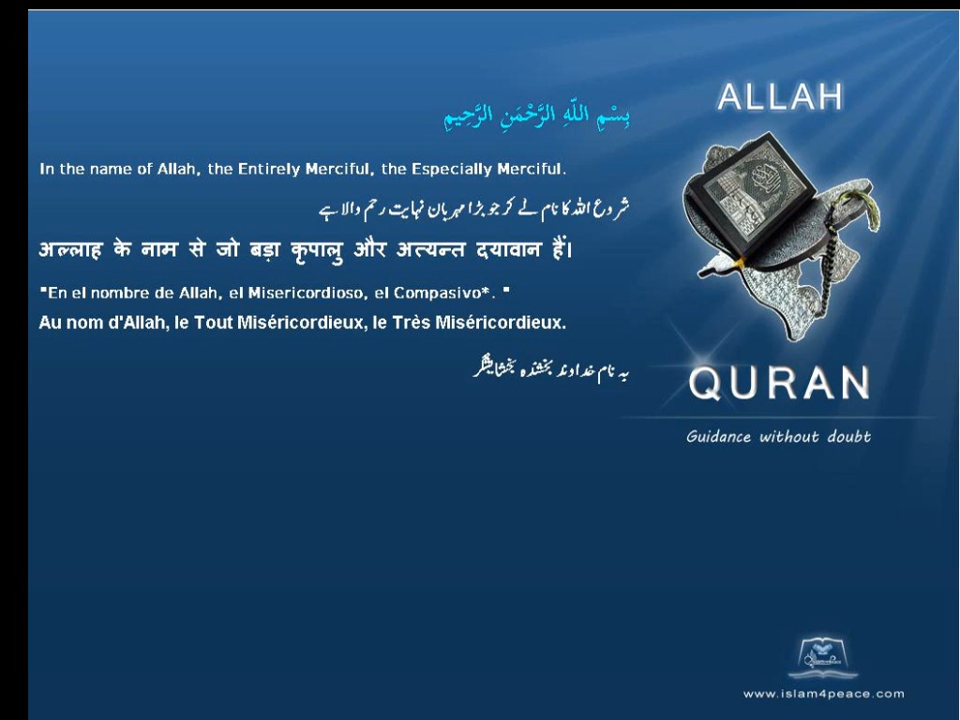 بِسْمِ اللَّهِ الرَّحْمَنِ الرَّحِيمِ
In the name of Allah, the Entirely Merciful, the Especially Merciful.
شروع الله کا نام لے کر جو بڑا مہربان نہایت رحم والا ہے
अल्लाह के नाम से जो बड़ा कृपालु और अत्यन्त दयावान हैं।
"En el nombre de Allah, el Misericordioso, el Compasivo*. "
Au nom d'Allah, le Tout Miséricordieux, le Très Miséricordieux.
به نام خداوند بخشنده بخشایشگر
ALLAH
QURAN
Guidance without doubt
www.islam4peace.com